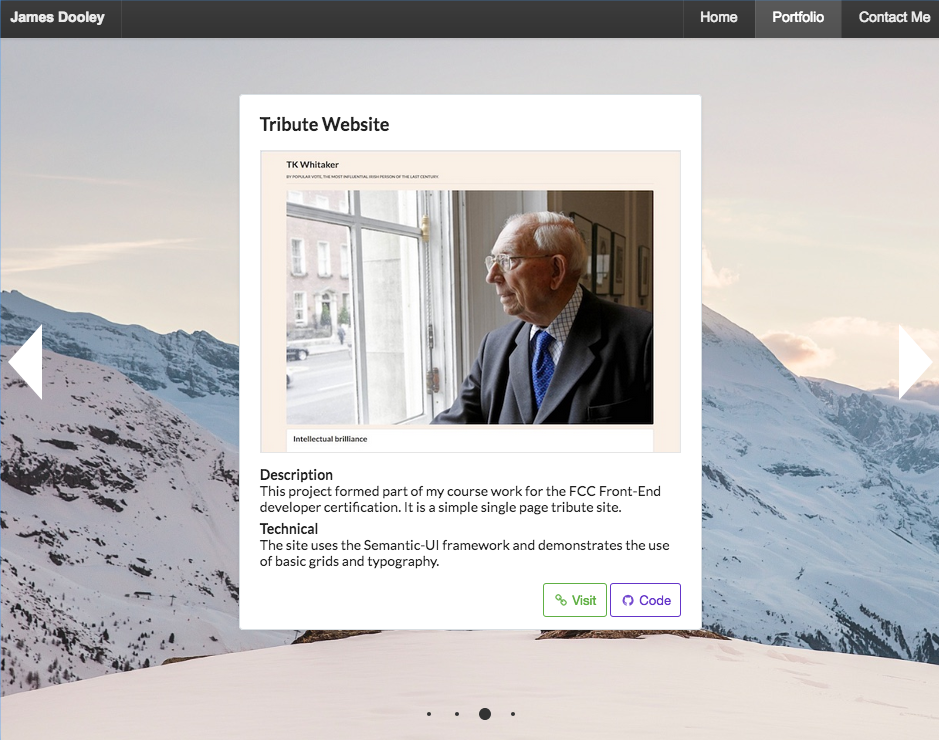 James Dooley
Home
Portfolio
Contact Me
Tribute Website
TK Whitaker
BY POPULAR VOTE, THE MOST INFLUENTIAL IRISH PERSON OF THE LAST CENTURY.
Intellectual brilliance
Description
This project formed part of my course work for the FCC Front-End
developer certification. It is a simple single page tribute site.
Technical
The site uses the Semantic-UI framework and demonstrates the use
of basic grids and typography.
Visit
Code